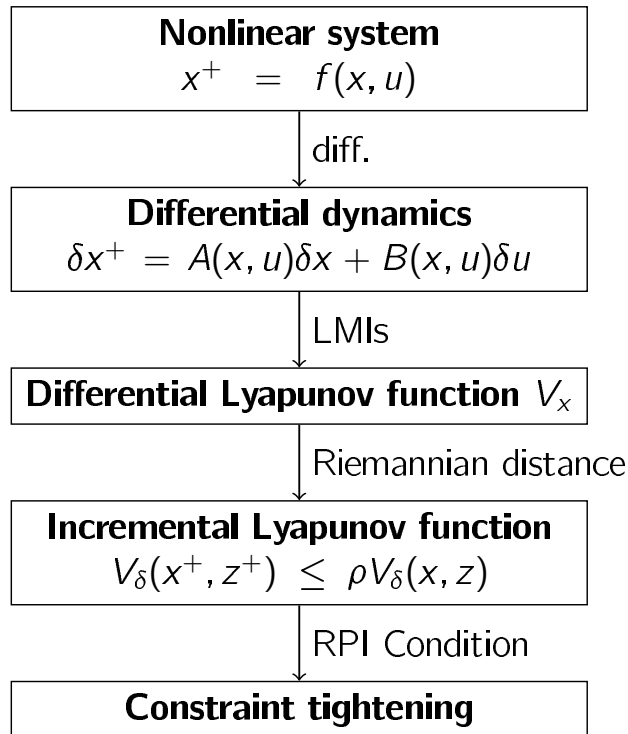 Nonlinear system
x⁺ = f(x, u)
diff.
Differential dynamics
δx⁺ = A(x, u)δx + B(x, u)δu
LMIs
Differential Lyapunov function Vₓ
Riemannian distance
Incremental Lyapunov function
V_δ(x⁺, z⁺) ≤ ρV_δ(x, z)
RPI Condition
Constraint tightening